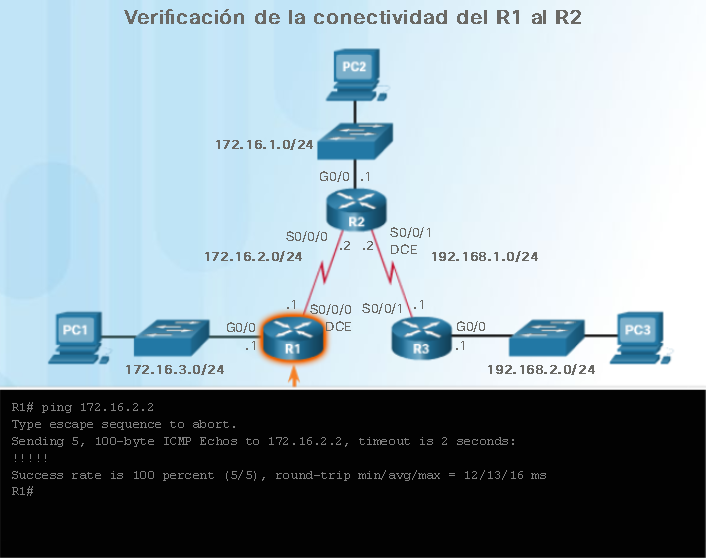 Verificación de la conectividad del R1 al R2
PC2
172.16.1.0/24
G0/0 .1
R2
S0/0/0
S0/0/1
.2 .2
DCE
172.16.2.0/24
192.168.1.0/24
.1
S0/0/0
DCE
S0/0/1
.1
PC1
G0/0
.1
R1
R3
G0/0
.1
PC3
172.16.3.0/24
192.168.2.0/24
R1# ping 172.16.2.2
Type escape sequence to abort.
Sending 5, 100-byte ICMP Echos to 172.16.2.2, timeout is 2 seconds:
!!!!!
Success rate is 100 percent (5/5), round-trip min/avg/max = 12/13/16 ms
R1#